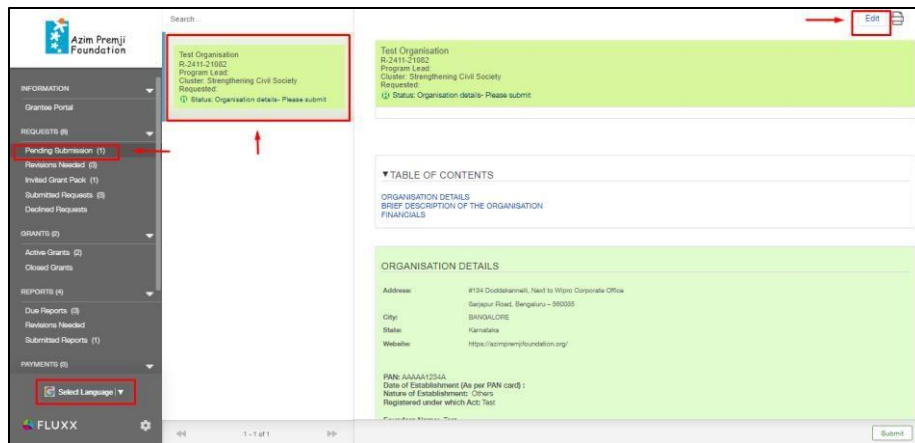 Azim Premji
Foundation
INFORMATION
Grantee Portal
REQUESTS (8)
Pending Submission (1)
Revisions Needed (3)
Invited Grant Pack (1)
Submitted Requests (3)
Declined Requests
GRANTS (2)
Active Grants (2)
Closed Grants
REPORTS (4)
Due Reports (3)
Revisions Needed
Submitted Reports (1)
Select Language ▼
FLUXX
Search...
Test Organisation
R-2411-21082
Program Lead:
Cluster: Strengthening Civil Society
Requested:
Status: Organisation details- Please submit
1 - 1 of 1
Edit
Test Organisation
R-2411-21082
Program Lead:
Cluster: Strengthening Civil Society
Requested:
Status: Organisation details- Please submit
▼TABLE OF CONTENTS
ORGANISATION DETAILS
BRIEF DESCRIPTION OF THE ORGANISATION
FINANCIALS
ORGANISATION DETAILS
Address: #134 Doddakannelli, Next to Wipro Corporate Office
Sarjapur Road, Bengaluru – 560035
City: BANGALORE
State: Karnataka
Website: https://azimpremjifoundation.org/
PAN: AAAAA1234A
Date of Establishment (As per PAN card) :
Nature of Establishment: Others
Registered under which Act: Test
Submit